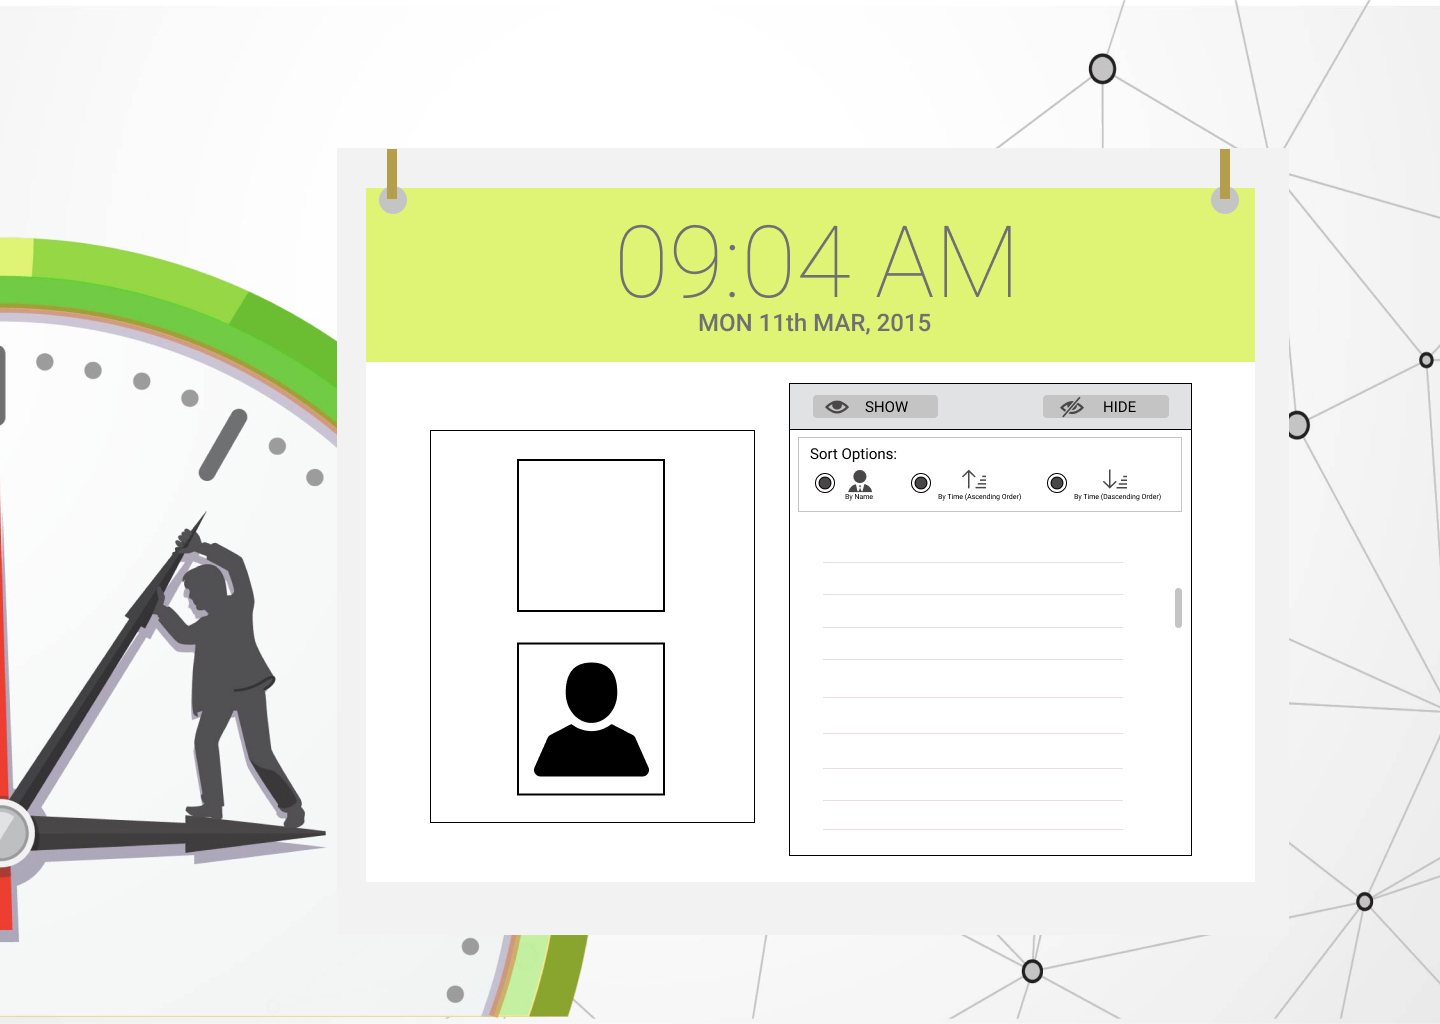 09:04 AM
MON 11th MAR, 2015
SHOW
HIDE
Sort Options:
By Name
By Time (Ascending Order)
By Time (Dascending Order)